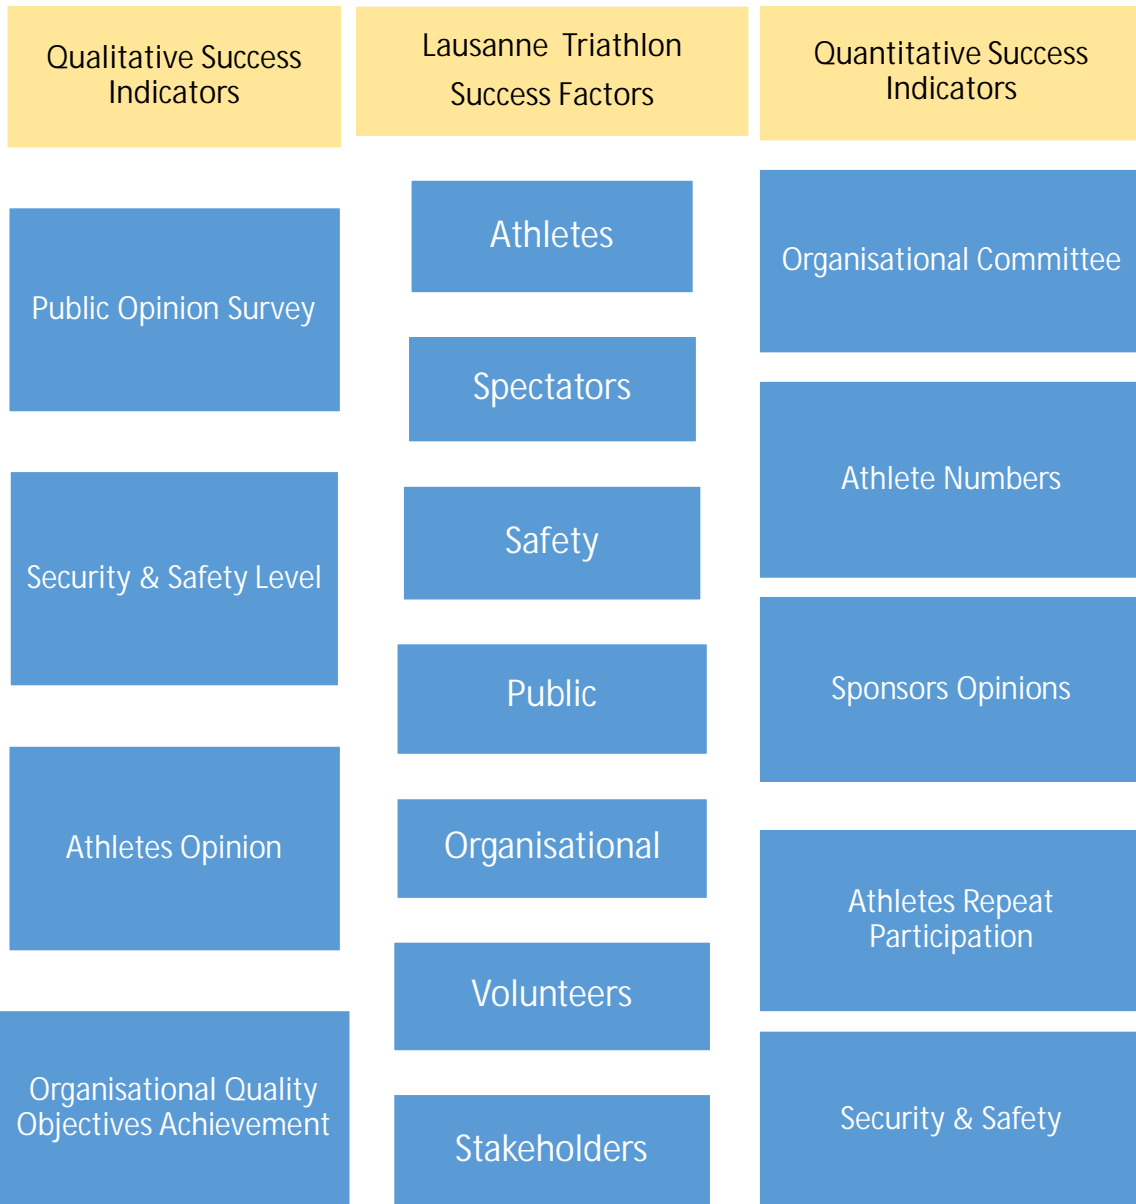 Qualitative Success
Indicators
Public Opinion Survey
Security & Safety Level
Athletes Opinion
Organisational Quality
Objectives Achievement
Lausanne Triathlon
Success Factors
Athletes
Spectators
Safety
Public
Organisational
Volunteers
Stakeholders
Quantitative Success
Indicators
Organisational Committee
Athlete Numbers
Sponsors Opinions
Athletes Repeat
Participation
Security & Safety